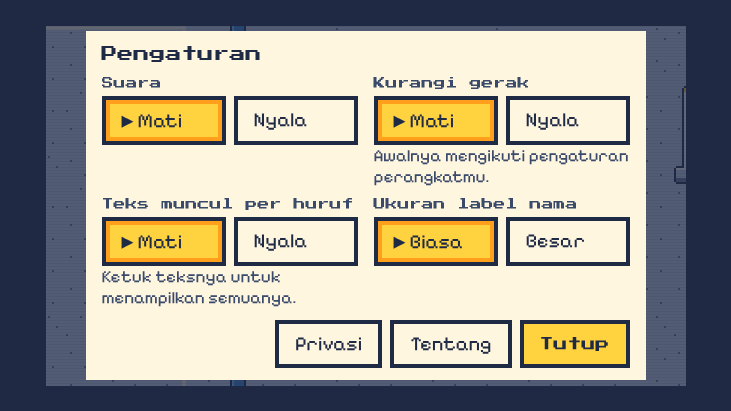 Pengaturan
Suara
▶ Mati
Nyala
Kurangi gerak
▶ Mati
Nyala
Awalnya mengikuti pengaturan
perangkatmu.
Teks muncul per huruf
▶ Mati
Nyala
Ketuk teksnya untuk
menampilkan semuanya.
Ukuran label nama
▶ Biasa
Besar
Privasi
Tentang
Tutup